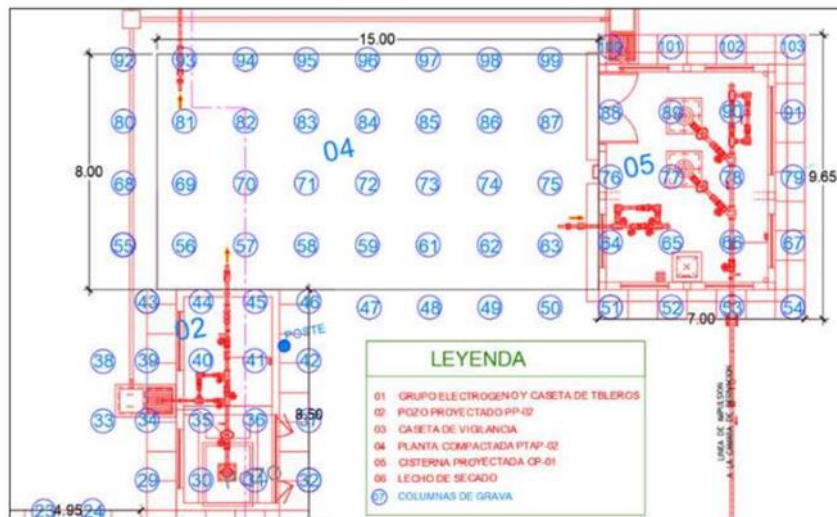 15.00
92 93 94 95 96 97 98 99 100 101 102 103
80 81 82 83 84 85 86 87 88 89 90 91
04
05
8.00
9.65
68 69 70 71 72 73 74 75 76 77 78 79
55 56 57 58 59 61 62 63 64 65 66 67
43 44 45 46 47 48 49 50 51 52 53 54
7.00
02
POSTE
38 39 40 41 42
33 34 35 36
8.50
29 30 32
4.95
24
LINEA DE IMPULSION
LEYENDA
01 GRUPO ELECTROGENO Y CASETA DE TBLEROS
02 POZO PROYECTADO PP-02
03 CASETA DE VIGILANCIA
04 PLANTA COMPACTADA PTAP-02
05 CISTERNA PROYECTADA CP-01
06 LECHO DE SECADO
COLUMNAS DE GRAVA